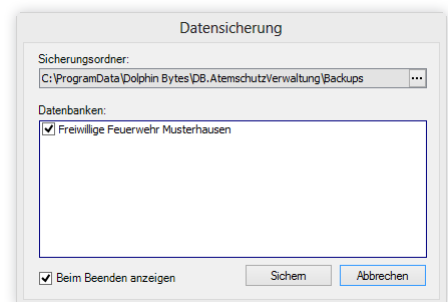 Datensicherung
Sicherungsordner:
C:\ProgramData\Dolphin Bytes\DB.AtemschutzVerwaltung\Backups ...
Datenbanken:
Freiwillige Feuerwehr Musterhausen
Beim Beenden anzeigen Sichern Abbrechen